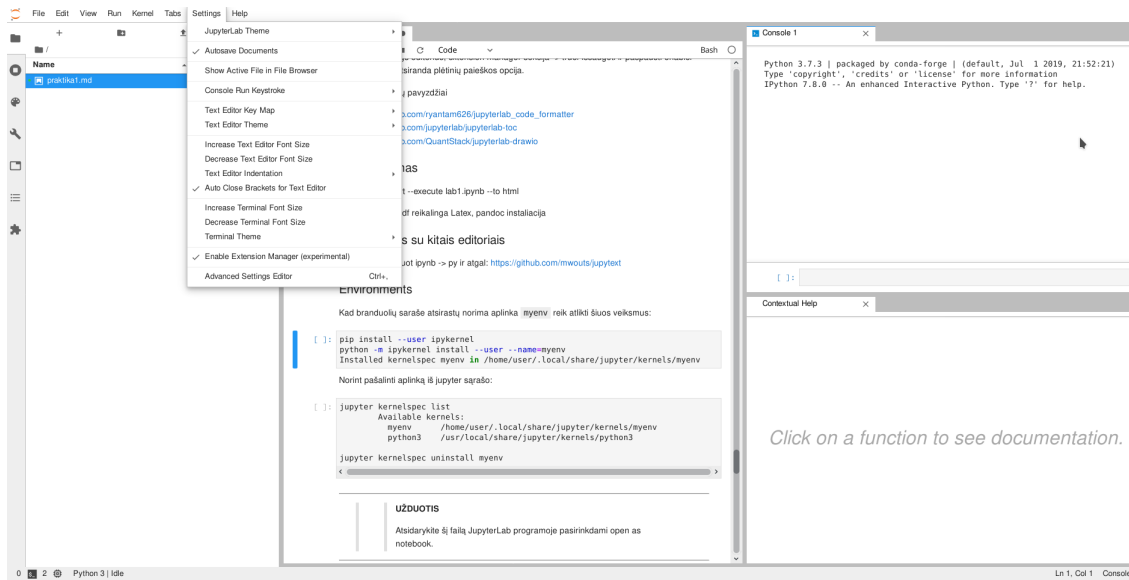 File Edit View Run Kernel Tabs Settings Help
JupyterLab Theme
Autosave Documents
Show Active File in File Browser
Console Run Keystroke
Text Editor Key Map
Text Editor Theme
Increase Text Editor Font Size
Decrease Text Editor Font Size
Text Editor Indentation
Auto Close Brackets for Text Editor
Increase Terminal Font Size
Decrease Terminal Font Size
Terminal Theme
Enable Extension Manager (experimental)
Advanced Settings Editor Ctrl+,
/
Name
praktika1.md
Code Bash
tsiranda plėtinių paieškos opcija.
ų pavyzdžiai
o.com/ryantam626/jupyterlab_code_formatter
o.com/jupyterlab/jupyterlab-toc
b.com/QuantStack/jupyterlab-drawio
nas
t --execute lab1.ipynb --to html
df reikalinga Latex, pandoc instaliacija
s su kitais editoriais
uot ipynb -> py ir atgal: https://github.com/mwouts/jupytext
Environments
Kad branduolių saraše atsirastų norima aplinka myenv reik atlikti šiuos veiksmus:
[ ]: pip install --user ipykernel
python -m ipykernel install --user --name=myenv
Installed kernelspec myenv in /home/user/.local/share/jupyter/kernels/myenv
Norint pašalinti aplinką iš jupyter sąrašo:
[ ]: jupyter kernelspec list
Available kernels:
myenv /home/user/.local/share/jupyter/kernels/myenv
python3 /usr/local/share/jupyter/kernels/python3
jupyter kernelspec uninstall myenv
UŽDUOTIS
Atsidarykite šį failą JupyterLab programoje pasirinkdami open as
notebook.
Console 1
Python 3.7.3 | packaged by conda-forge | (default, Jul 1 2019, 21:52:21)
Type 'copyright', 'credits' or 'license' for more information
IPython 7.8.0 -- An enhanced Interactive Python. Type '?' for help.
[ ]:
Contextual Help
Click on a function to see documentation.
0 2 Python 3 | Idle
Ln 1, Col 1 Console